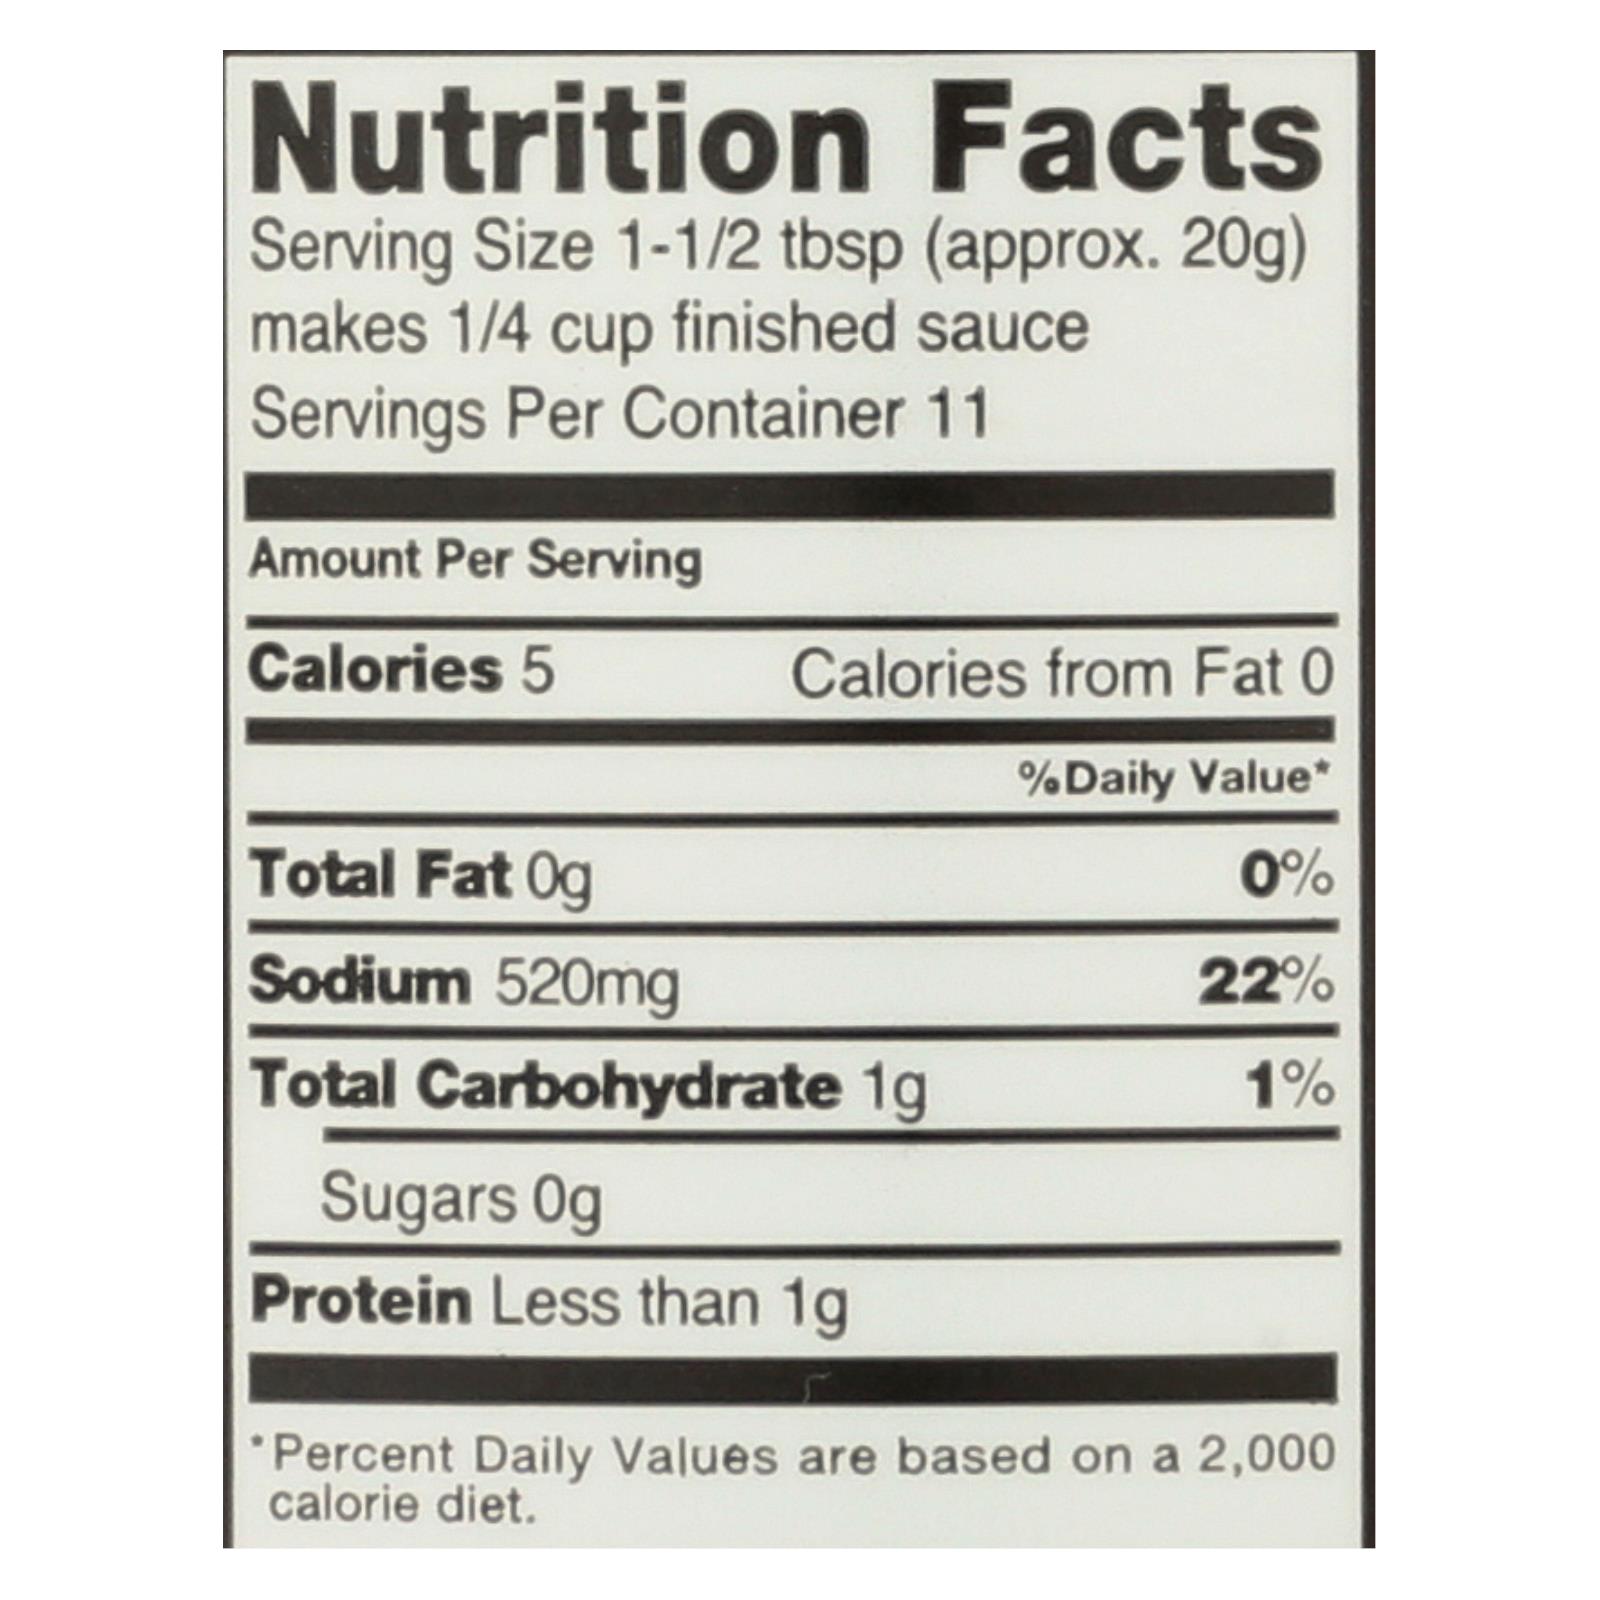 Nutrition Facts
Serving Size 1-1/2 tbsp (approx. 20g)
makes 1/4 cup finished sauce
Servings Per Container 11
Amount Per Serving
Calories 5 Calories from Fat 0
%Daily Value*
Total Fat 0g 0%
Sodium 520mg 22%
Total Carbohydrate 1g 1%
Sugars 0g
Protein Less than 1g
*Percent Daily Values are based on a 2,000
calorie diet.